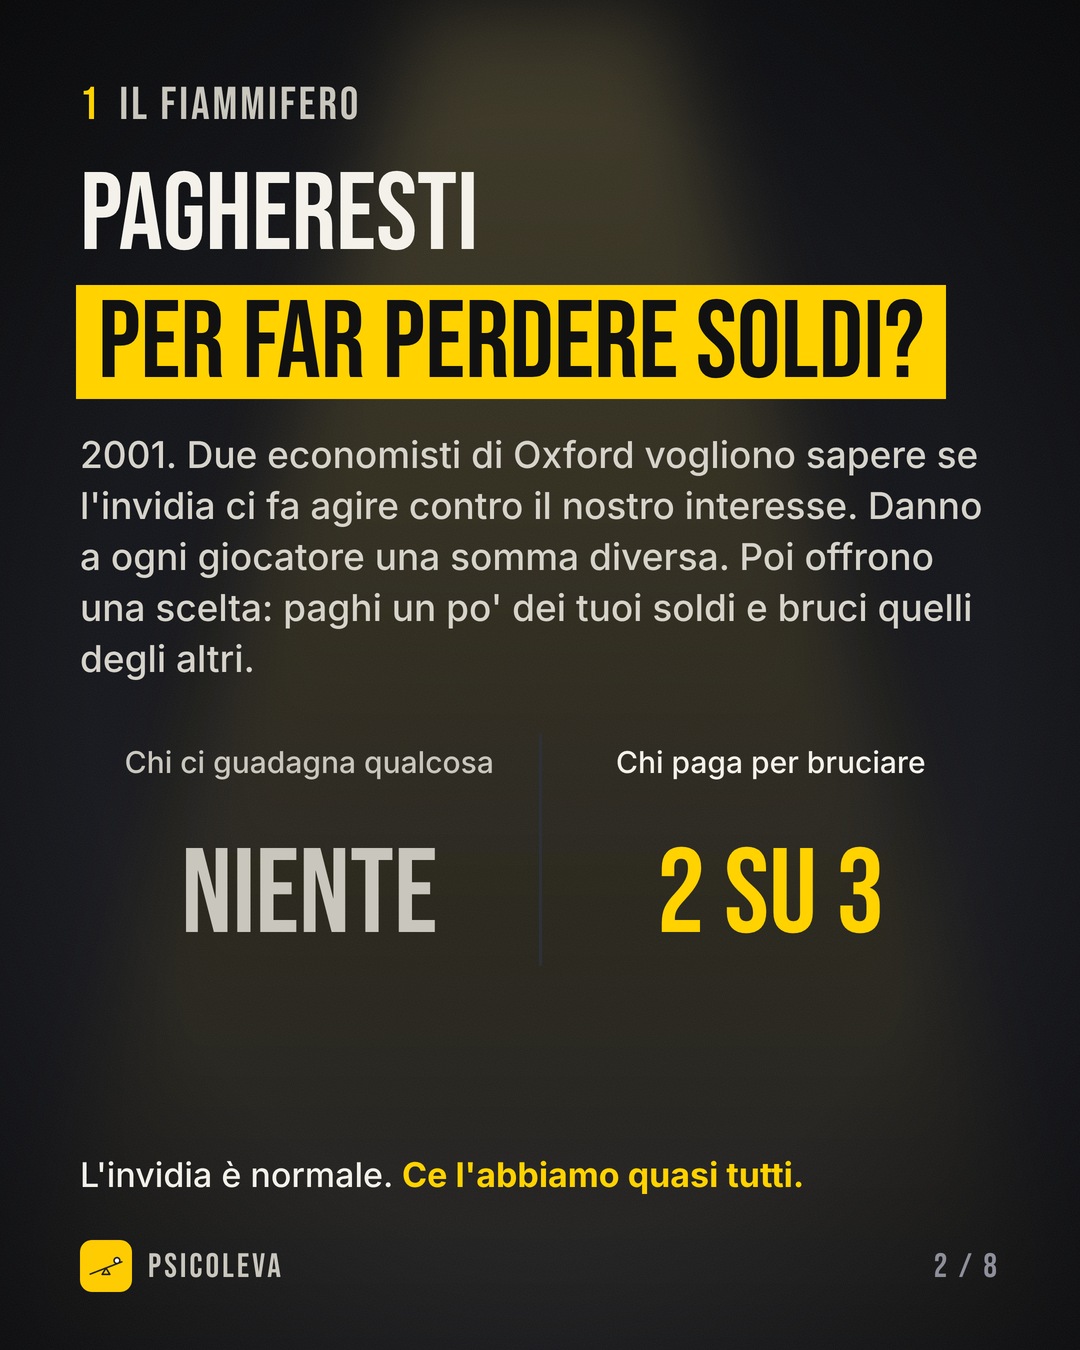 1 IL FIAMMIFERO
PAGHERESTI
PER FAR PERDERE SOLDI?
2001. Due economisti di Oxford vogliono sapere se
l'invidia ci fa agire contro il nostro interesse. Danno
a ogni giocatore una somma diversa. Poi offrono
una scelta: paghi un po' dei tuoi soldi e bruci quelli
degli altri.
Chi ci guadagna qualcosa
NIENTE
Chi paga per bruciare
2 SU 3
L'invidia è normale. Ce l'abbiamo quasi tutti.
PSICOLEVA
2 / 8